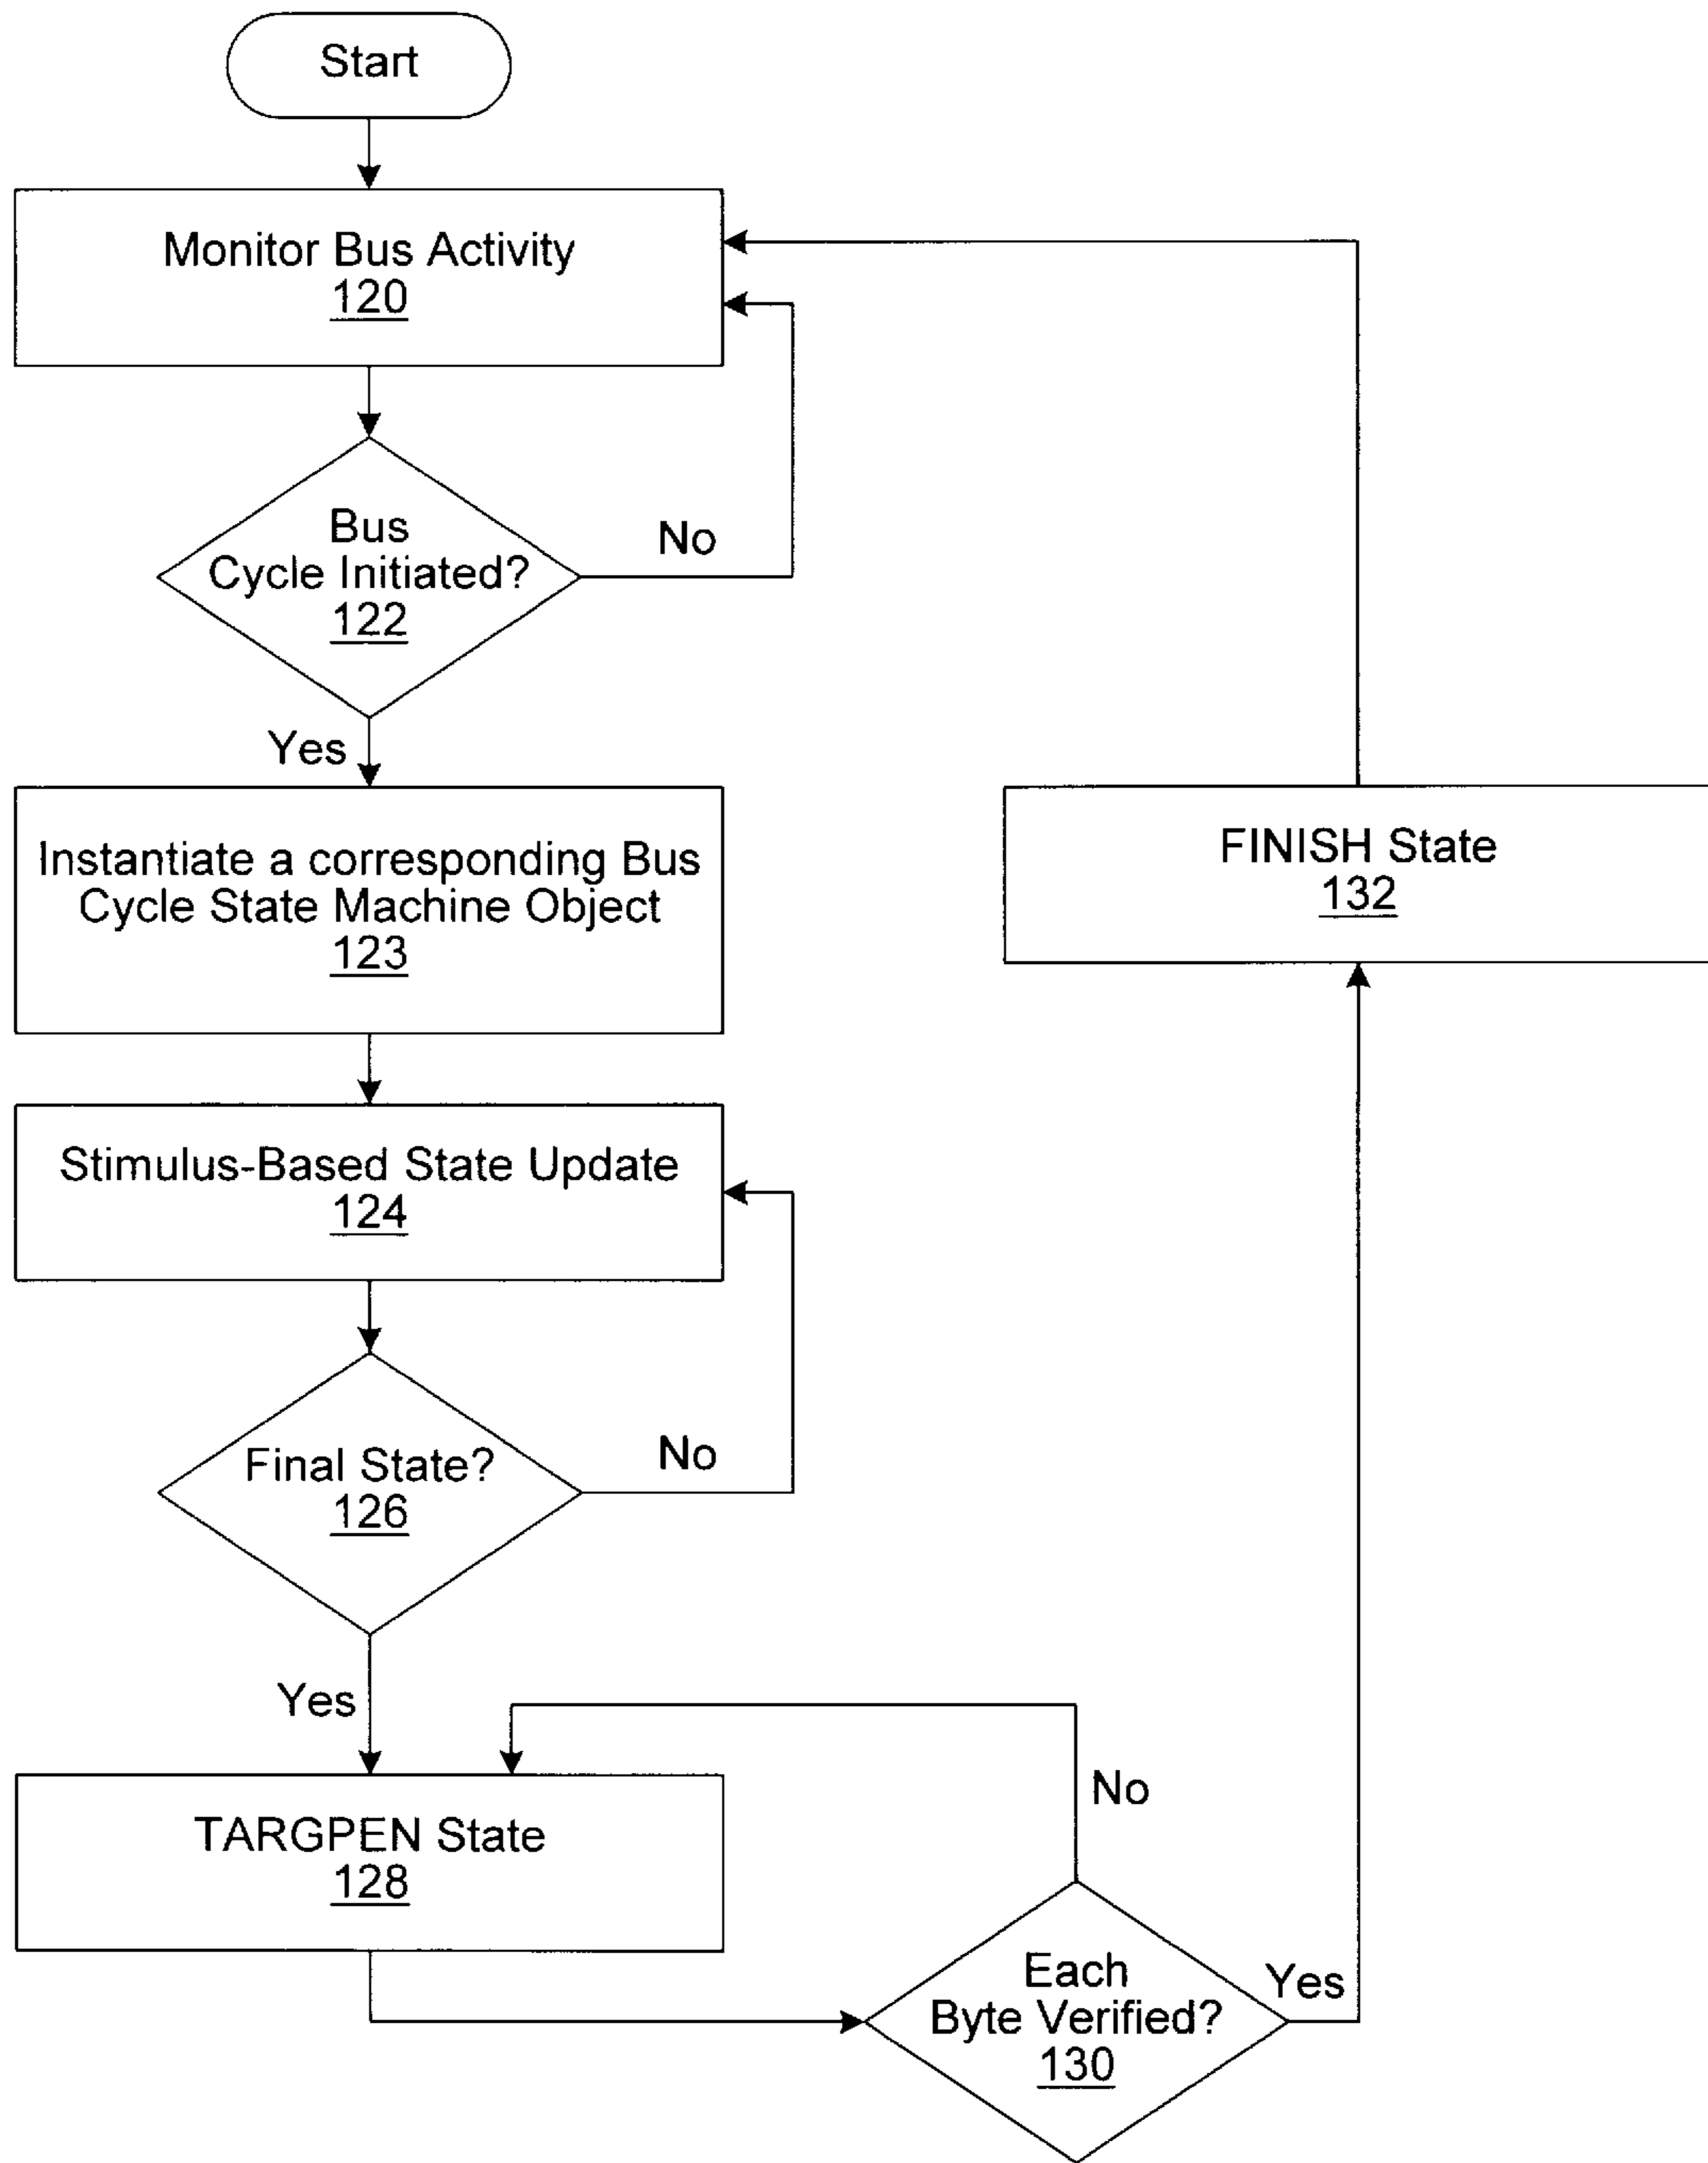 Start
Monitor Bus Activity
120
Bus
Cycle Initiated?
122
No
Yes
Instantiate a corresponding Bus
Cycle State Machine Object
123
FINISH State
132
Stimulus-Based State Update
124
Final State?
126
No
Yes
TARGPEN State
128
No
Each
Byte Verified?
130
Yes